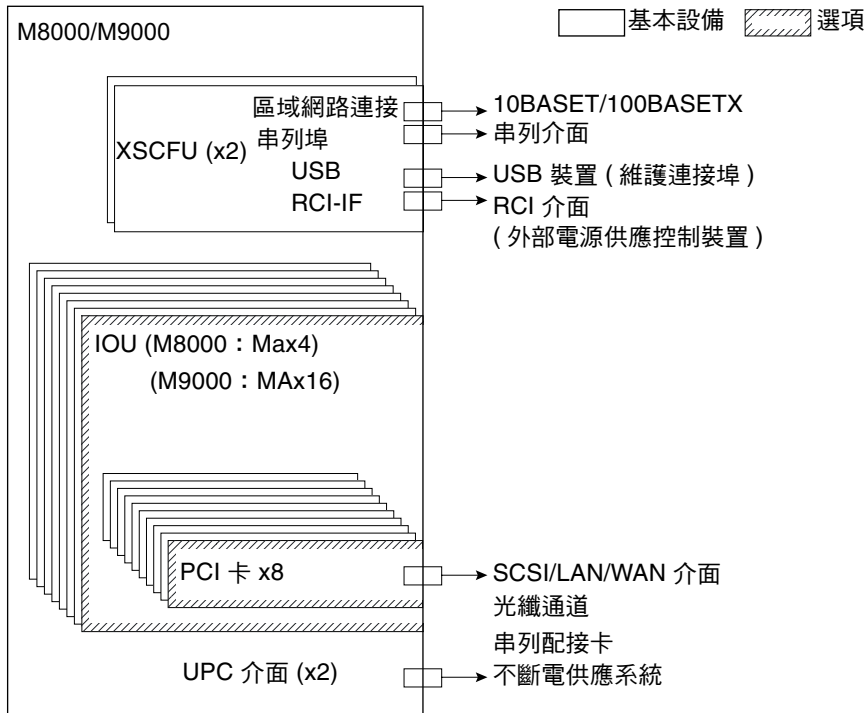 M8000/M9000
基本設備
選項
XSCFU (x2)
區域網路連接
串列埠
USB
RCI-IF
10BASET/100BASETX
串列介面
USB 裝置 ( 維護連接埠 )
RCI 介面
( 外部電源供應控制裝置 )
IOU (M8000：Max4)
(M9000：MAx16)
PCI 卡 x8
SCSI/LAN/WAN 介面
光纖通道
串列配接卡
UPC 介面 (x2)
不斷電供應系統